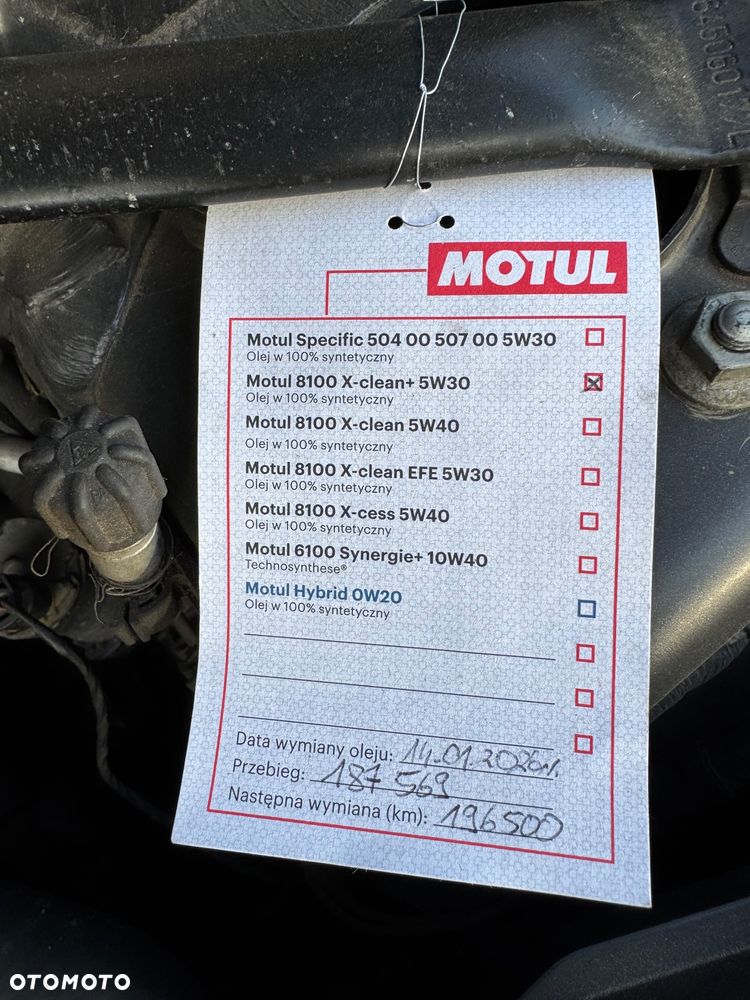 MOTUL
Motul Specific 504 00 507 00 5W30
Olej w 100% syntetyczny
Motul 8100 X-clean+ 5W30
Olej w 100% syntetyczny
Motul 8100 X-clean 5W40
Olej w 100% syntetyczny
Motul 8100 X-clean EFE 5W30
Olej w 100% syntetyczny
Motul 8100 X-cess 5W40
Olej w 100% syntetyczny
Motul 6100 Synergie+ 10W40
Technosynthese®
Motul Hybrid 0W20
Olej w 100% syntetyczny
Data wymiany oleju: 14.01.2026r.
Przebieg: 187 569
Następna wymiana (km): 196500
OTOMOTO